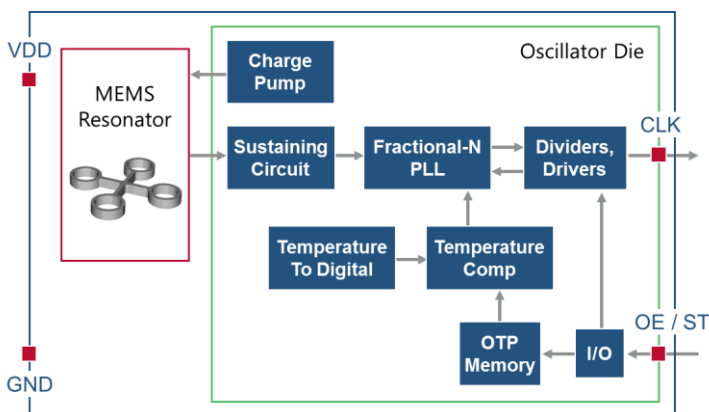 VDD
MEMS
Resonator
Charge
Pump
Oscillator Die
CLK
Sustaining
Circuit
Fractional-N
PLL
Dividers,
Drivers
Temperature
To Digital
Temperature
Comp
OE / ST
GND
OTP
Memory
I/O